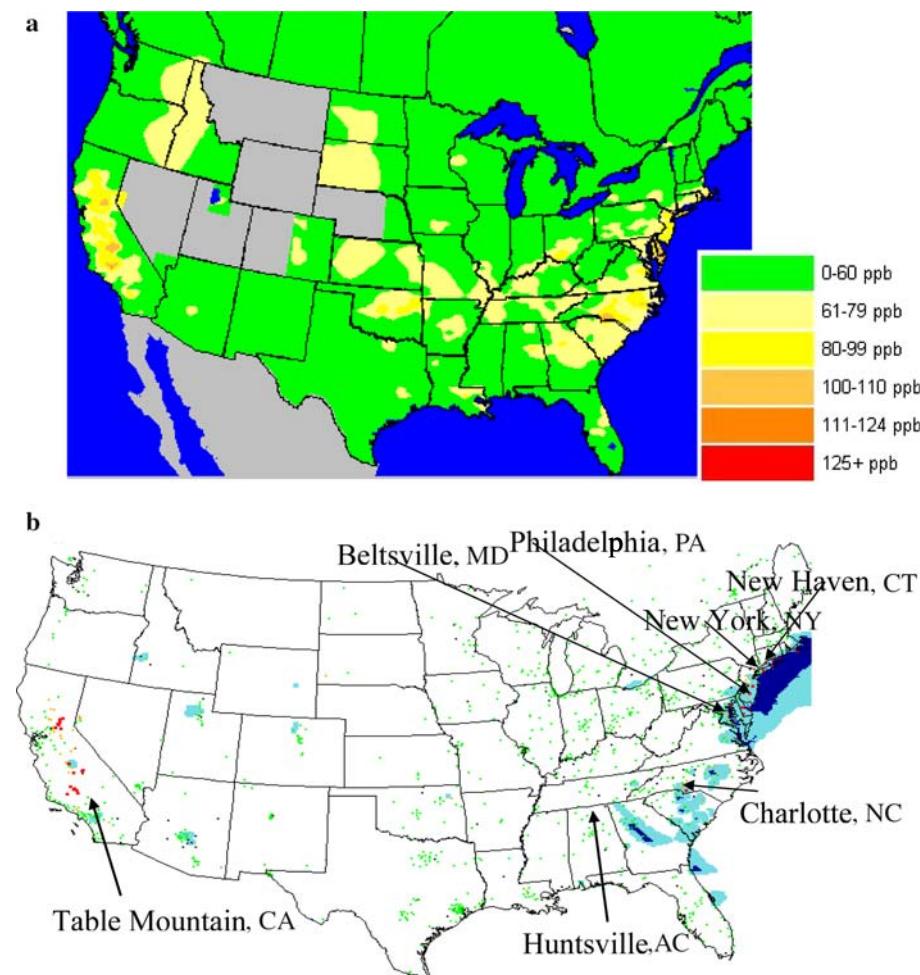 a
0-60 ppb
61-79 ppb
80-99 ppb
100-110 ppb
111-124 ppb
125+ ppb
b
Beltsville, MD
Philadelphia, PA
New Haven, CT
New York, NY
Charlotte, NC
Table Mountain, CA
Huntsville,AC